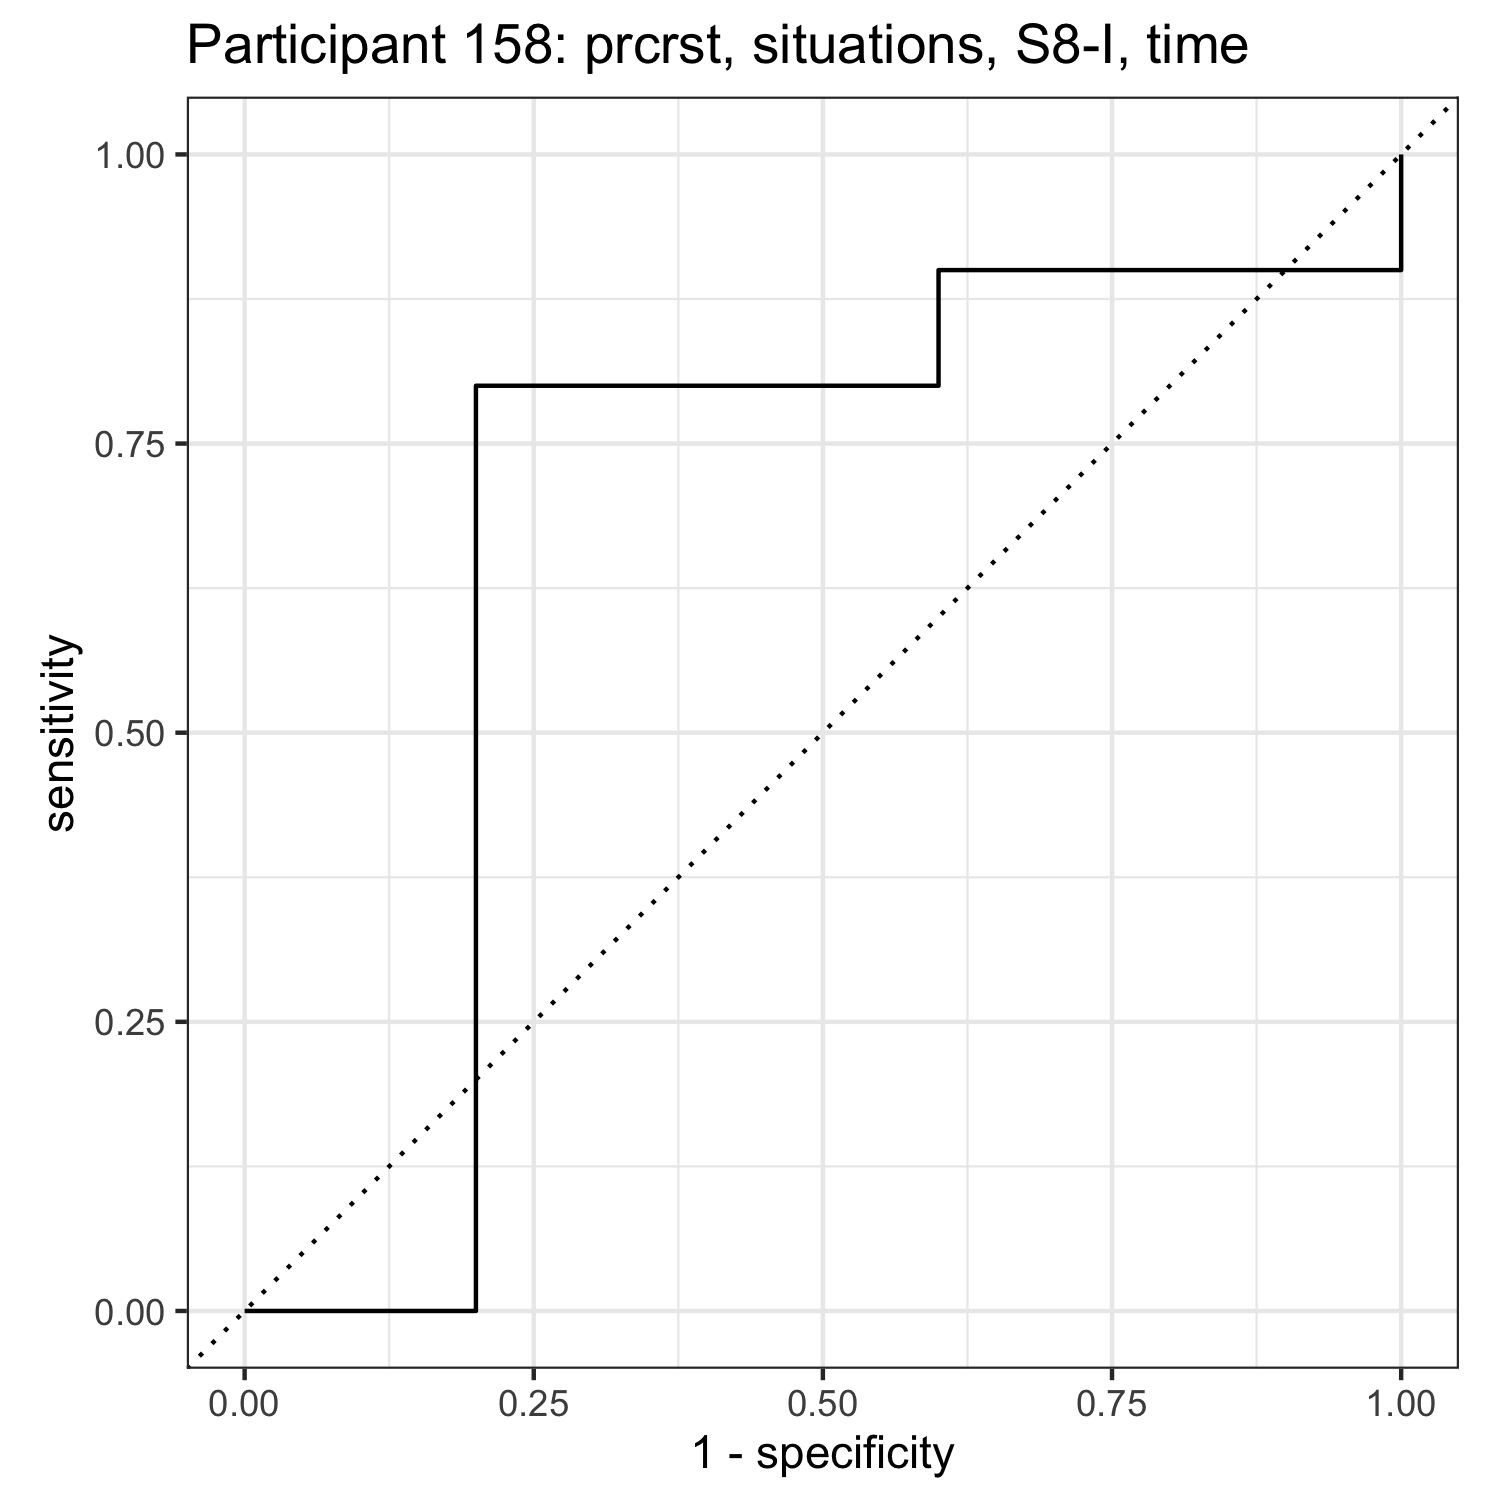 Participant 158: prcrst, situations, S8-I, time
1.00
0.75
0.50
0.25
0.00
sensitivity
0.00 0.25 0.50 0.75 1.00
1 - specificity